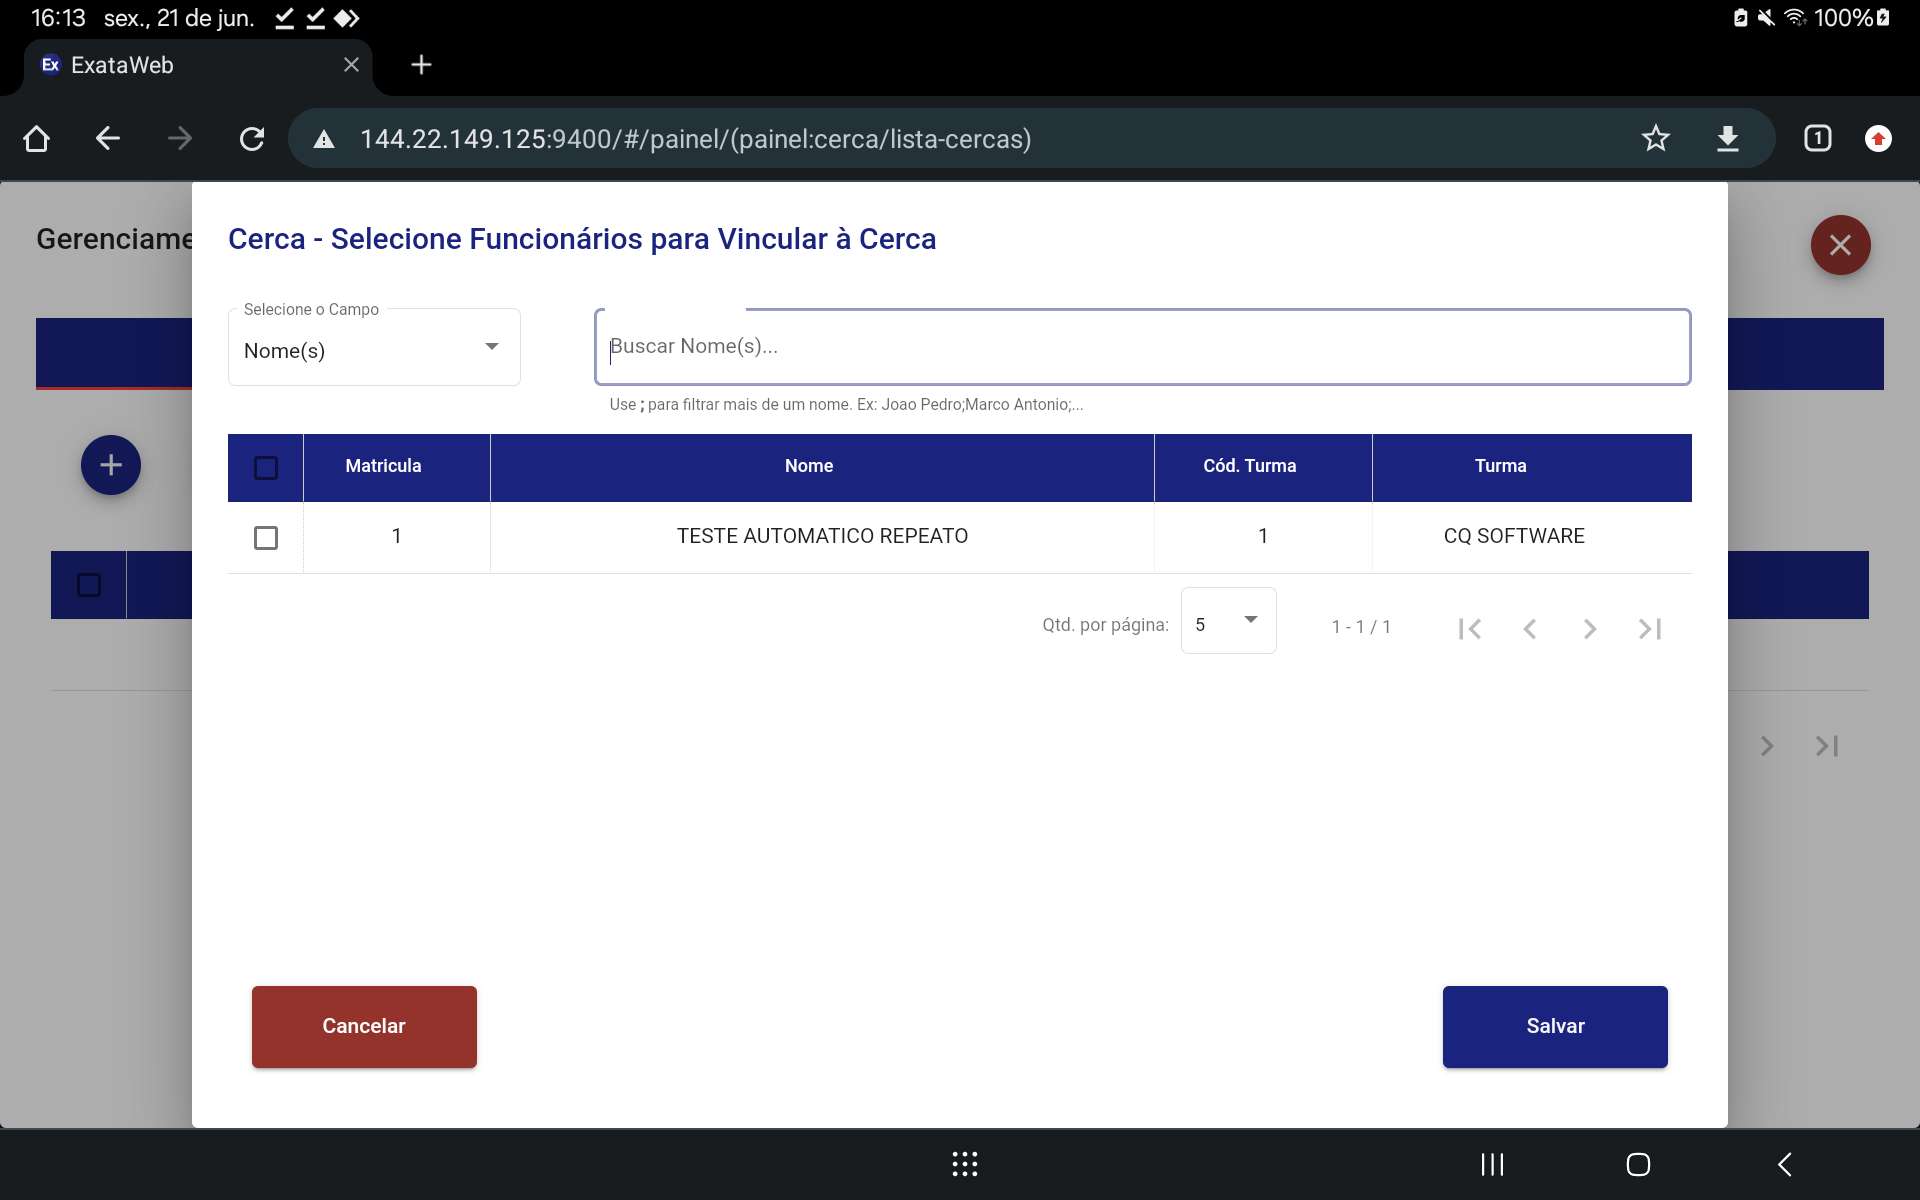 16:13 sex., 21 de jun. 100%
Ex ExataWeb
144.22.149.125:9400/#/painel/(painel:cerca/lista-cercas) 1
Gerenciame
Cerca - Selecione Funcionários para Vincular à Cerca
Selecione o Campo
Nome(s)
Buscar Nome(s)...
Use ; para filtrar mais de um nome. Ex: Joao Pedro;Marco Antonio;...
Matricula Nome Cód. Turma Turma
1 TESTE AUTOMATICO REPEATO 1 CQ SOFTWARE
Qtd. por página: 5 1 - 1 / 1
Cancelar Salvar